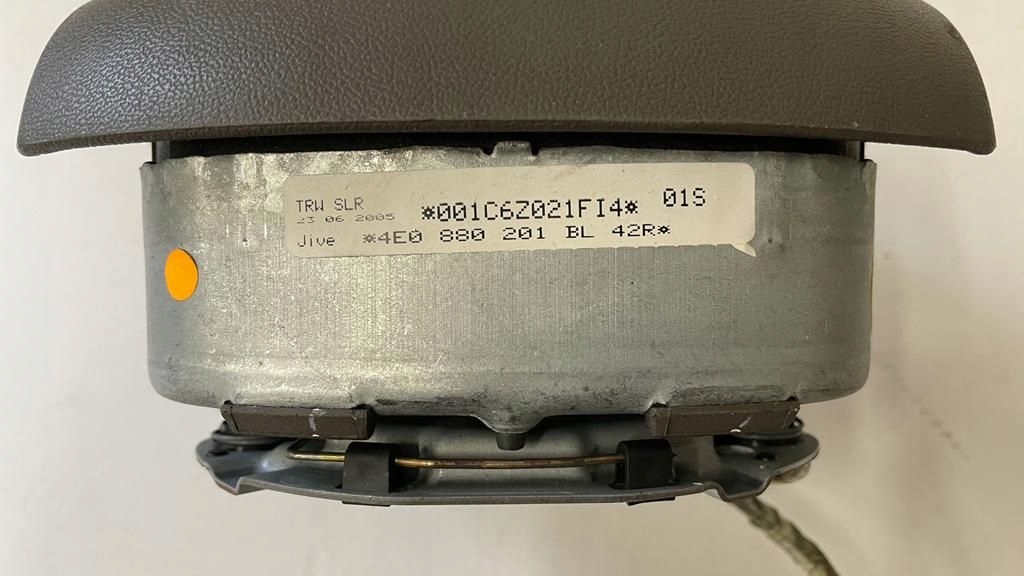 TRW SLR
23 06 2005 *001C6Z021FI4* 01S
Jive *4E0 880 201 BL 42R*